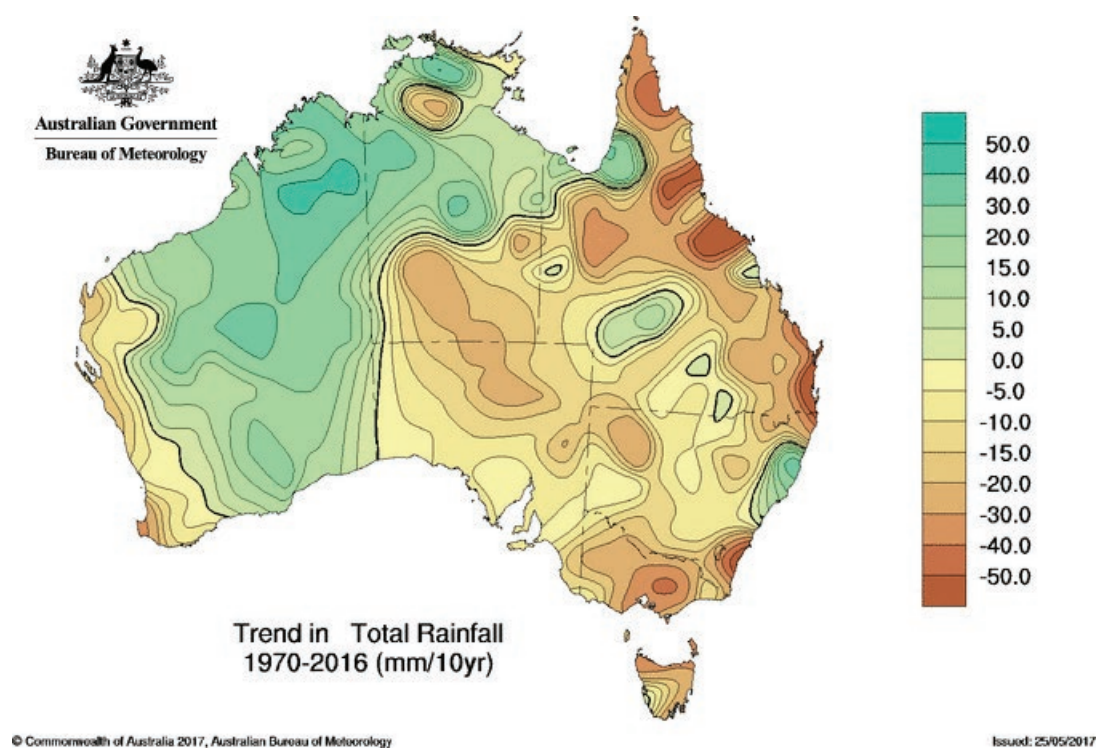 Australian Government
Bureau of Meteorology
50.0
40.0
30.0
20.0
15.0
10.0
5.0
0.0
-5.0
-10.0
-15.0
-20.0
-30.0
-40.0
-50.0
Trend in Total Rainfall
1970-2016 (mm/10yr)
© Commonwealth of Australia 2017, Australian Bureau of Meteorology
Issued: 25/05/2017